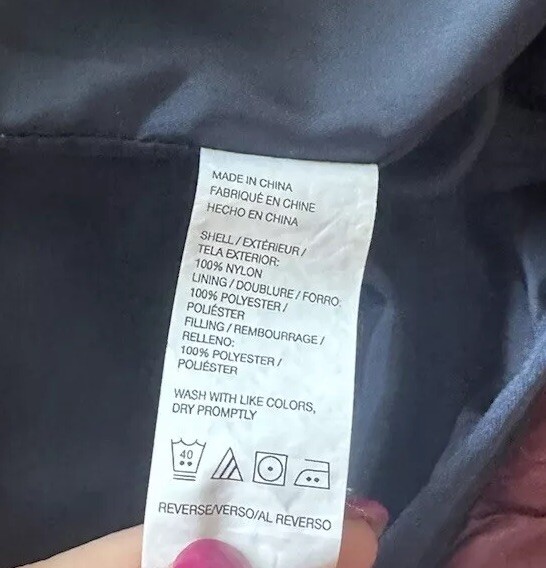 MADE IN CHINA
FABRIQUÉ EN CHINE
HECHO EN CHINA
SHELL / EXTÉRIEUR /
TELA EXTERIOR:
100% NYLON
LINING / DOUBLURE / FORRO:
100% POLYESTER /
POLIÉSTER
FILLING / REMBOURRAGE /
RELLENO:
100% POLYESTER /
POLIÉSTER
WASH WITH LIKE COLORS,
DRY PROMPTLY
40
REVERSE/VERSO/AL REVERSO